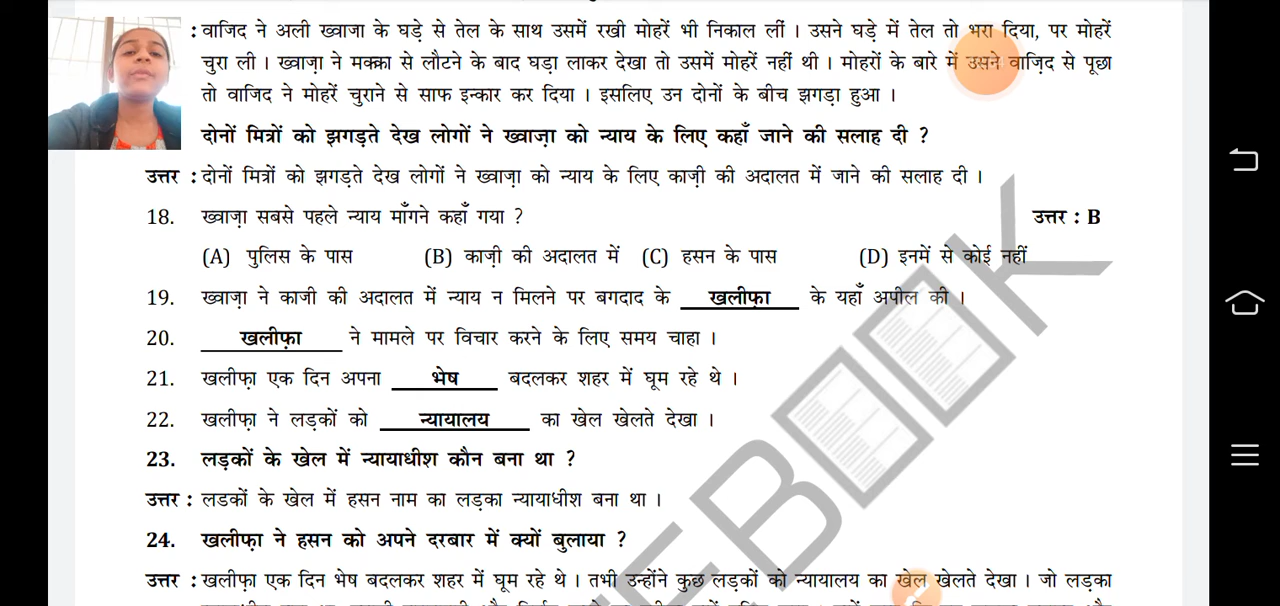 : वाजिद ने अली ख्वाजा के घड़े से तेल के साथ उसमें रखी मोहरें भी निकाल लीं । उसने घड़े में तेल तो भरा दिया, पर मोहरें
चुरा ली । ख्वाज़ा ने मक्का से लौटने के बाद घड़ा लाकर देखा तो उसमें मोहरें नहीं थी । मोहरों के बारे में उसने वाज़िद से पूछा
तो वाजिद ने मोहरें चुराने से साफ इन्कार कर दिया । इसलिए उन दोनों के बीच झगड़ा हुआ ।
दोनों मित्रों को झगड़ते देख लोगों ने ख्वाज़ा को न्याय के लिए कहाँ जाने की सलाह दी ?
उत्तर : दोनों मित्रों को झगड़ते देख लोगों ने ख्वाज़ा को न्याय के लिए काज़ी की अदालत में जाने की सलाह दी ।
18. ख्वाज़ा सबसे पहले न्याय माँगने कहाँ गया ? उत्तर : B
(A) पुलिस के पास (B) काज़ी की अदालत में (C) हसन के पास (D) इनमें से कोई नहीं
19. ख्वाज़ा ने काजी की अदालत में न्याय न मिलने पर बगदाद के खलीफ़ा के यहाँ अपील की ।
20. खलीफ़ा ने मामले पर विचार करने के लिए समय चाहा ।
21. खलीफ़ा एक दिन अपना भेष बदलकर शहर में घूम रहे थे ।
22. खलीफ़ा ने लड़कों को न्यायालय का खेल खेलते देखा ।
23. लड़कों के खेल में न्यायाधीश कौन बना था ?
उत्तर : लडकों के खेल में हसन नाम का लड़का न्यायाधीश बना था ।
24. खलीफ़ा ने हसन को अपने दरबार में क्यों बुलाया ?
उत्तर : खलीफ़ा एक दिन भेष बदलकर शहर में घूम रहे थे । तभी उन्होंने कुछ लड़कों को न्यायालय का खेल खेलते देखा । जो लड़का